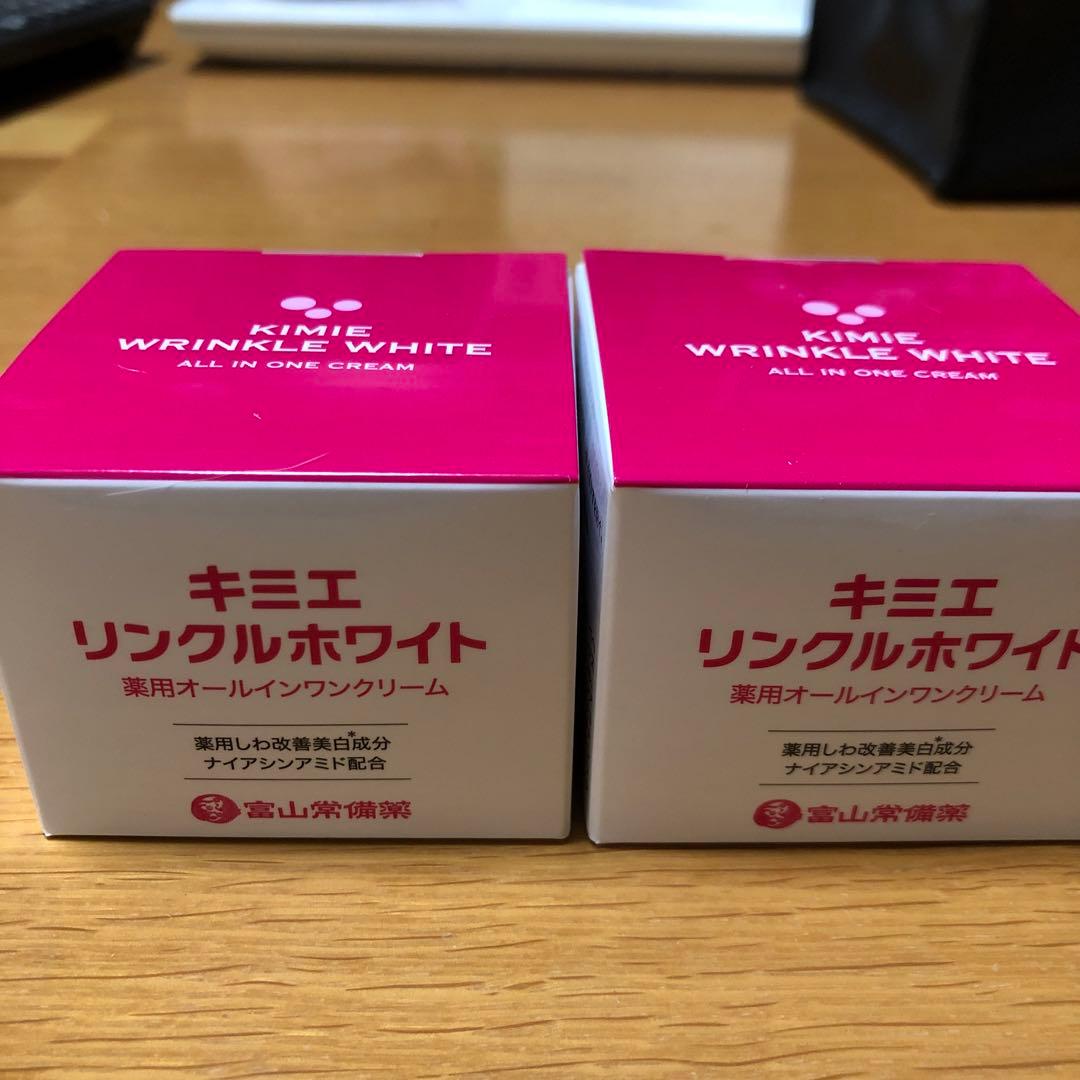 KIMIE
WRINKLE WHITE
ALL IN ONE CREAM
キミエ
リンクルホワイト
薬用オールインワンクリーム
薬用しわ改善美白*成分
ナイアシンアミド配合
富山常備薬
KIMIE
WRINKLE WHITE
ALL IN ONE CREAM
キミエ
リンクルホワイト
薬用オールインワンクリーム
薬用しわ改善美白*成分
ナイアシンアミド配合
富山常備薬